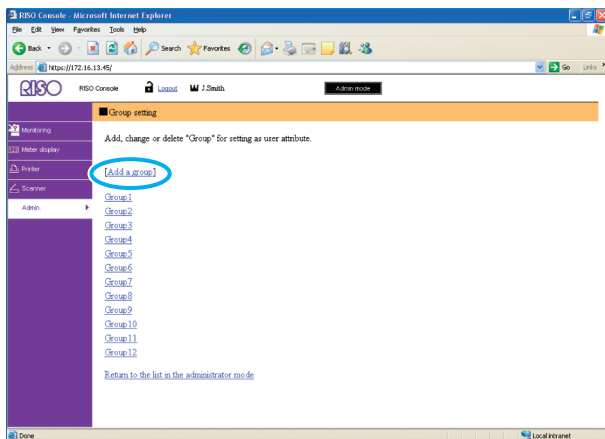 RISO Console - Microsoft Internet Explorer
File Edit View Favorites Tools Help
Back Search Favorites
Address https://172.16.13.45/ Go Links
RISO RISO Console Logout J.Smith Admin mode
Group setting
Monitoring
Add, change or delete "Group" for setting as user attribute.
Meter display
Printer
[Add a group]
Scanner
Admin.
Group1
Group2
Group3
Group4
Group5
Group6
Group7
Group8
Group9
Group10
Group11
Group12
Return to the list in the administrator mode
Done Local intranet